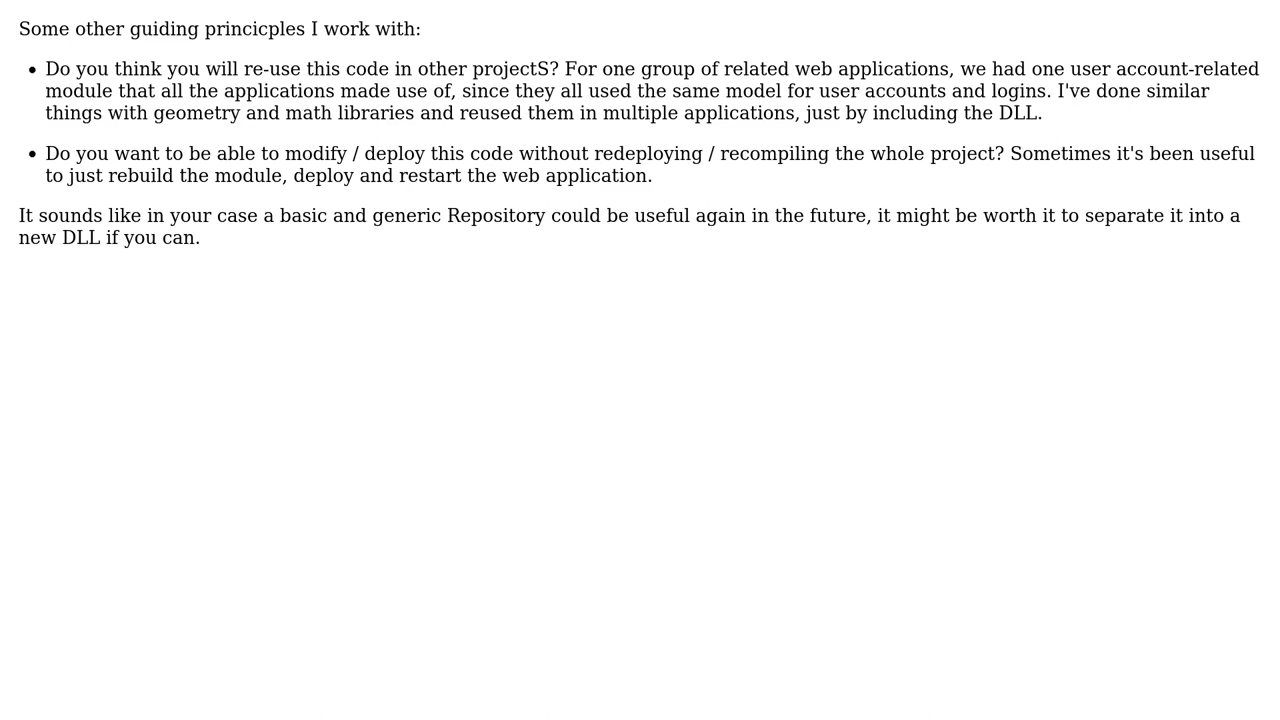 Some other guiding princicples I work with:
• Do you think you will re-use this code in other projectS? For one group of related web applications, we had one user account-related
module that all the applications made use of, since they all used the same model for user accounts and logins. I've done similar
things with geometry and math libraries and reused them in multiple applications, just by including the DLL.
• Do you want to be able to modify / deploy this code without redeploying / recompiling the whole project? Sometimes it's been useful
to just rebuild the module, deploy and restart the web application.
It sounds like in your case a basic and generic Repository could be useful again in the future, it might be worth it to separate it into a
new DLL if you can.